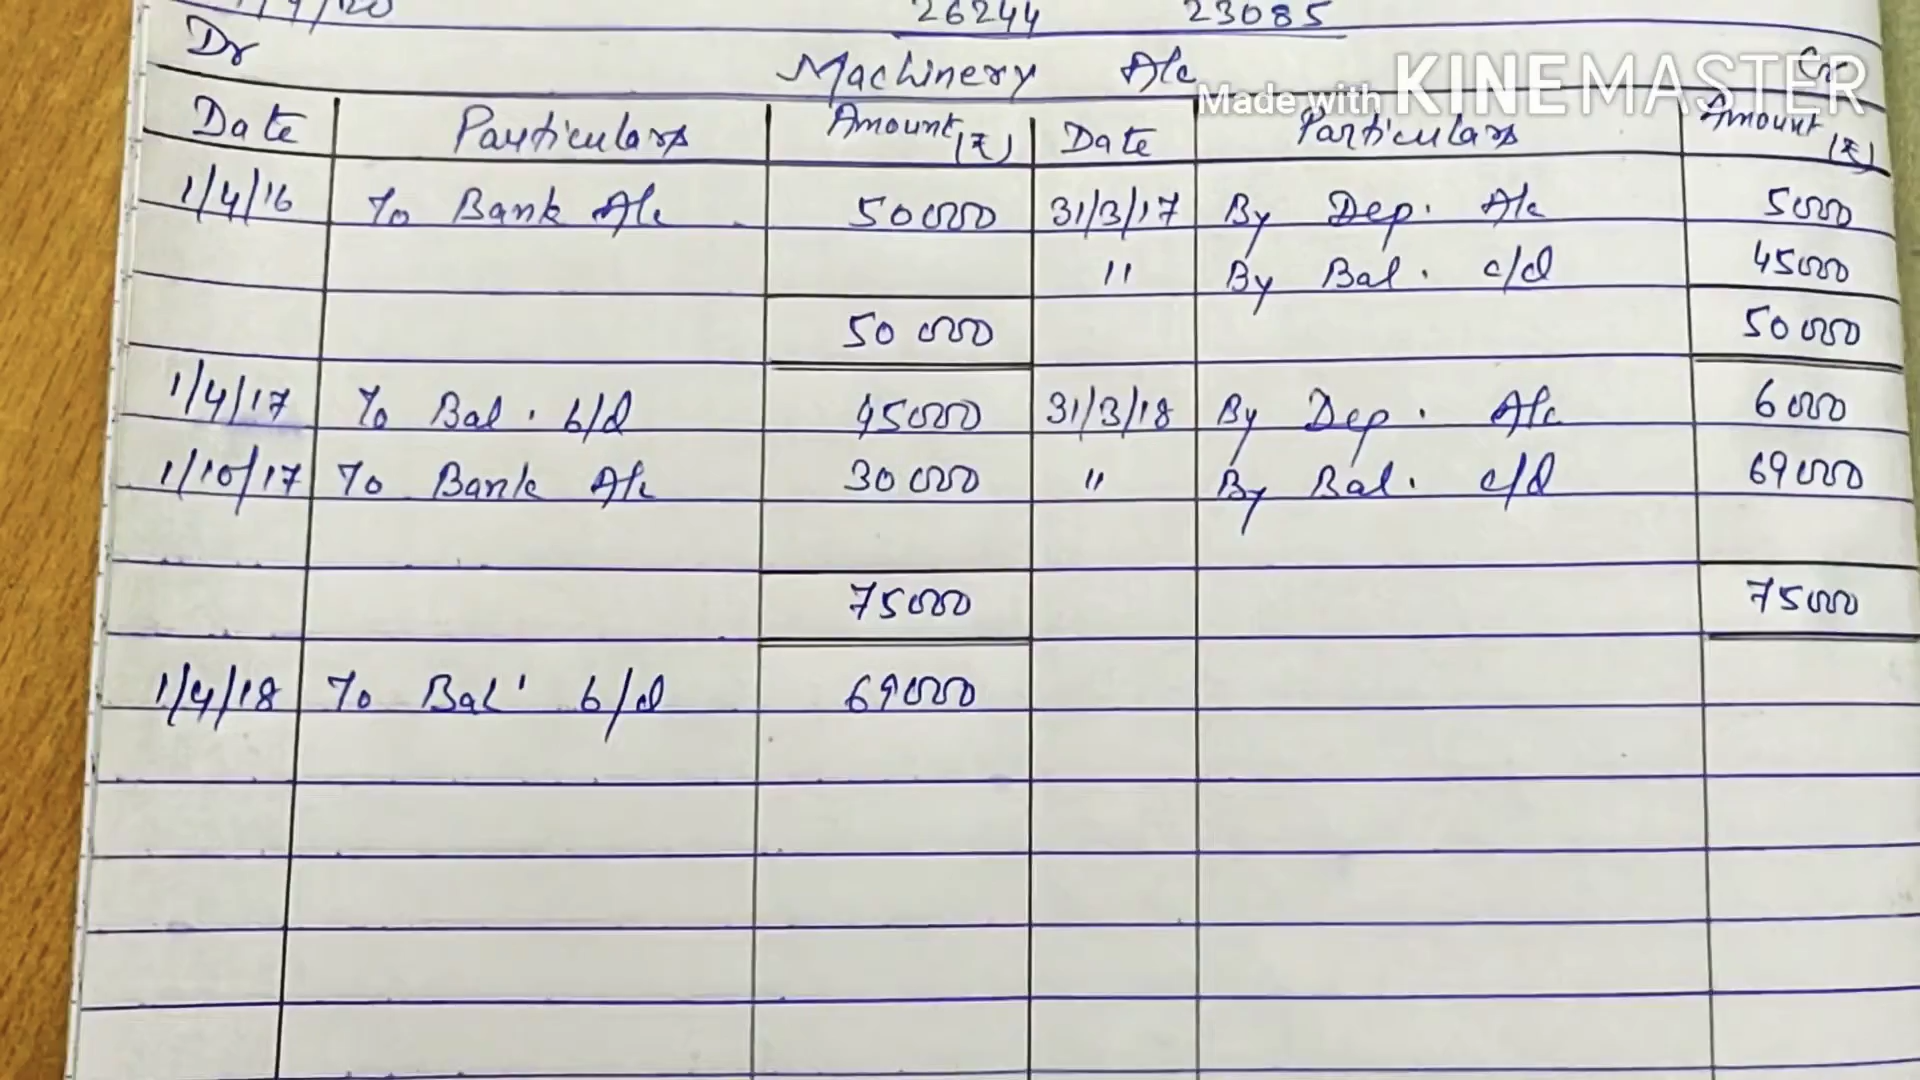 26244 23085
Dr Cr
Machinery A/c
Made with KINEMASTER
Date Particulars Amount (₹) Date Particulars Amount (₹)
1/4/16 To Bank A/c 50000 31/3/17 By Dep. A/c 5000
" By Bal. c/d 45000
50000 50000
1/4/17 To Bal. b/d 45000 31/3/18 By Dep. A/c 6000
1/10/17 To Bank A/c 30000 " By Bal. c/d 69000
75000 75000
1/4/18 To Bal' b/d 69000